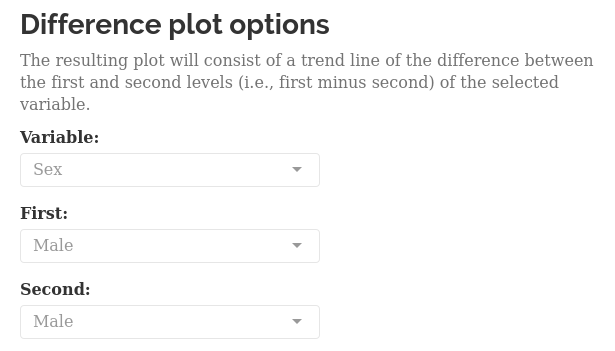 Difference plot options
The resulting plot will consist of a trend line of the difference between
the first and second levels (i.e., first minus second) of the selected
variable.
Variable:
Sex
First:
Male
Second:
Male